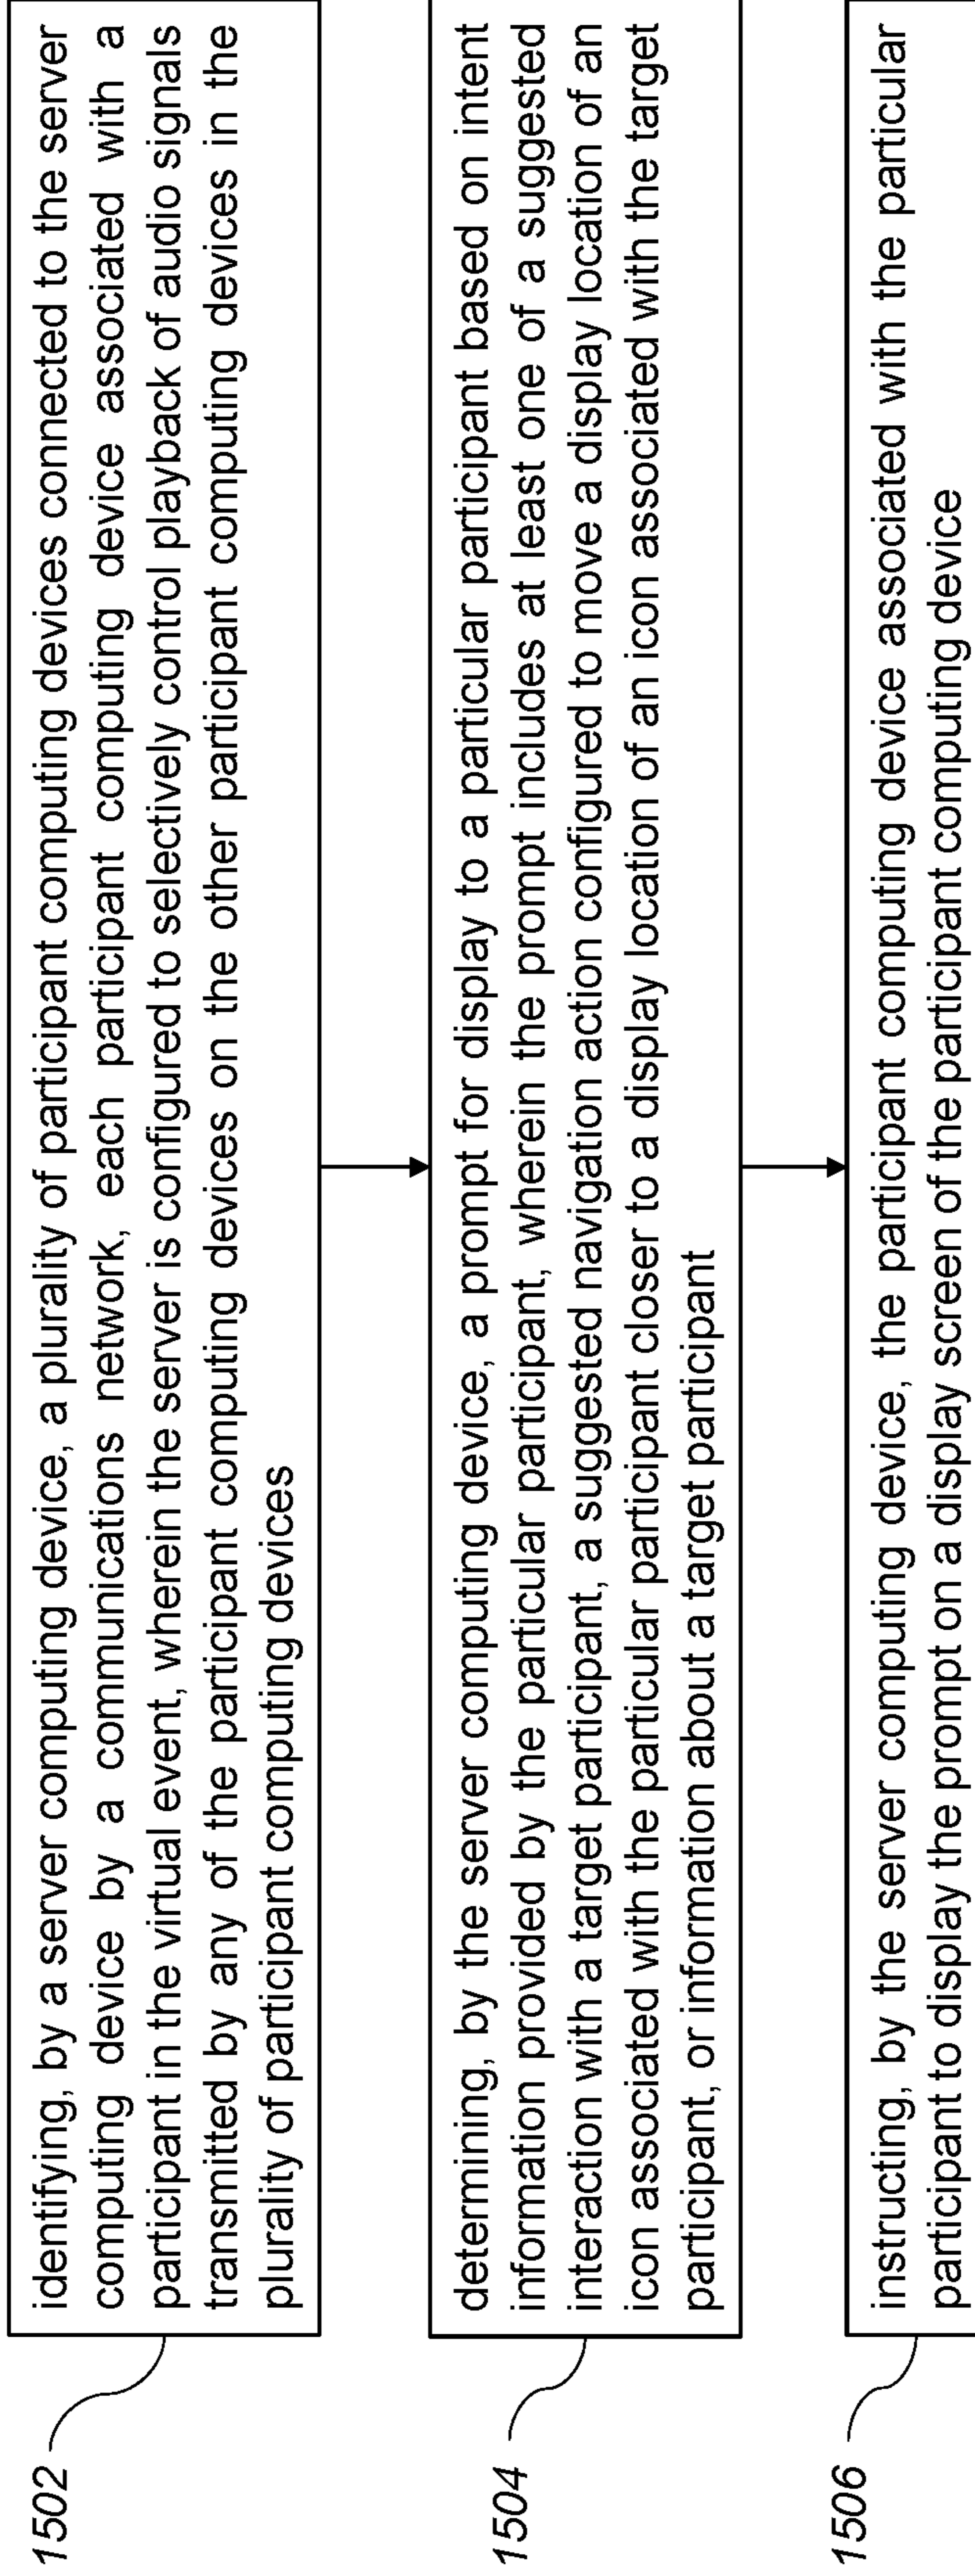 1502
identifying, by a server computing device, a plurality of participant computing devices connected to the server
computing device by a communications network, each participant computing device associated with a
participant in the virtual event, wherein the server is configured to selectively control playback of audio signals
transmitted by any of the participant computing devices on the other participant computing devices in the
plurality of participant computing devices
1504
determining, by the server computing device, a prompt for display to a particular participant based on intent
information provided by the particular participant, wherein the prompt includes at least one of a suggested
interaction with a target participant, a suggested navigation action configured to move a display location of an
icon associated with the particular participant closer to a display location of an icon associated with the target
participant, or information about a target participant
1506
instructing, by the server computing device, the participant computing device associated with the particular
participant to display the prompt on a display screen of the participant computing device